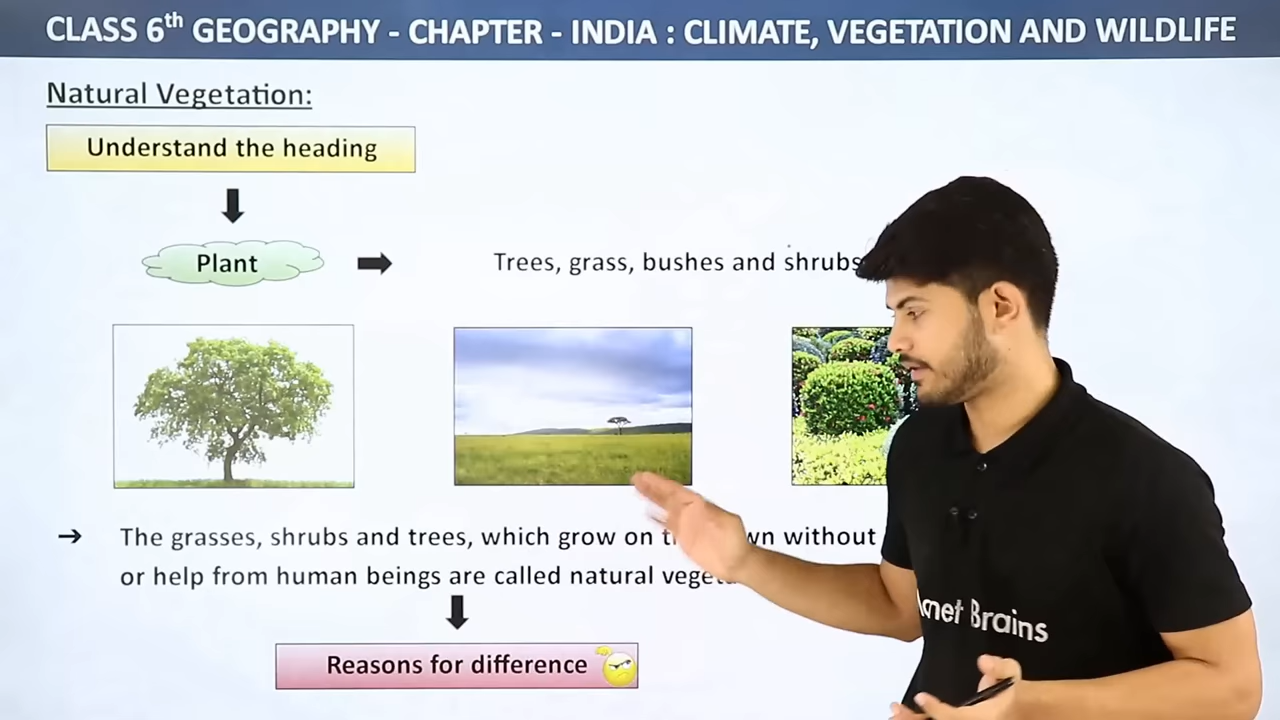 CLASS 6th GEOGRAPHY - CHAPTER - INDIA : CLIMATE, VEGETATION AND WILDLIFE
Natural Vegetation:
Understand the heading
Plant
Trees, grass, bushes and shrubs
→ The grasses, shrubs and trees, which grow on without
or help from human beings are called natural
Reasons for difference
Brains